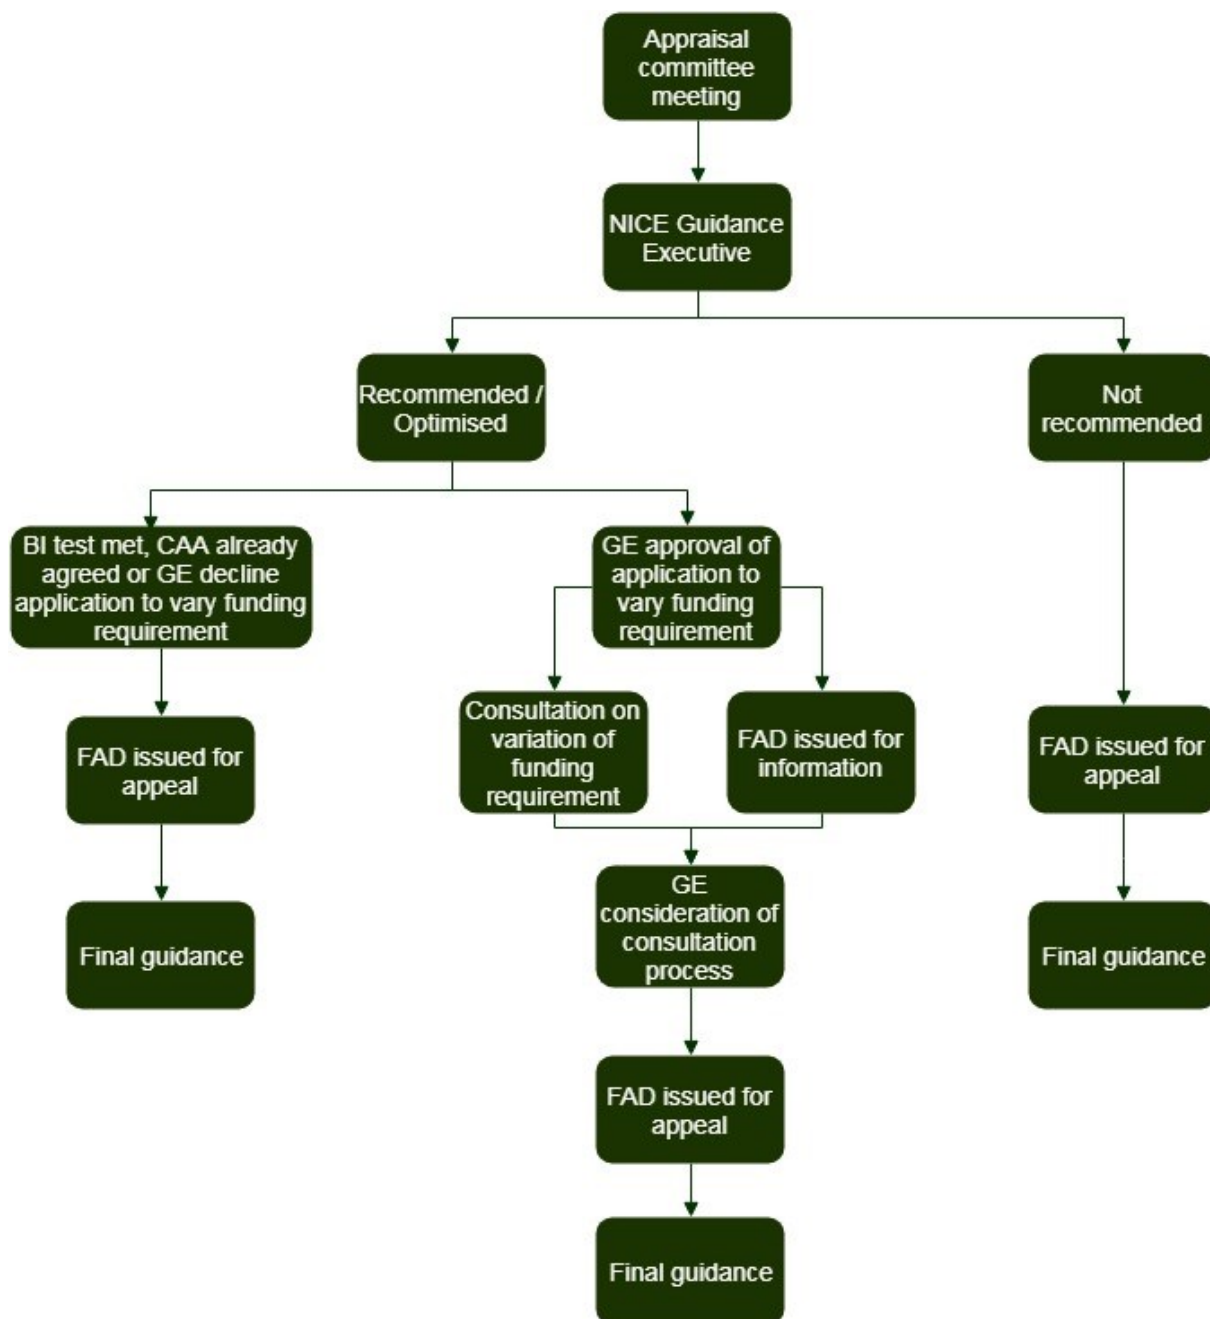 Appraisal
committee
meeting
NICE Guidance
Executive
Recommended /
Optimised
Not
recommended
BI test met, CAA already
agreed or GE decline
application to vary funding
requirement
GE approval of
application to
vary funding
requirement
FAD issued for
appeal
Consultation on
variation of
funding
requirement
FAD issued for
information
FAD issued for
appeal
Final guidance
GE
consideration of
consultation
process
Final guidance
FAD issued for
appeal
Final guidance